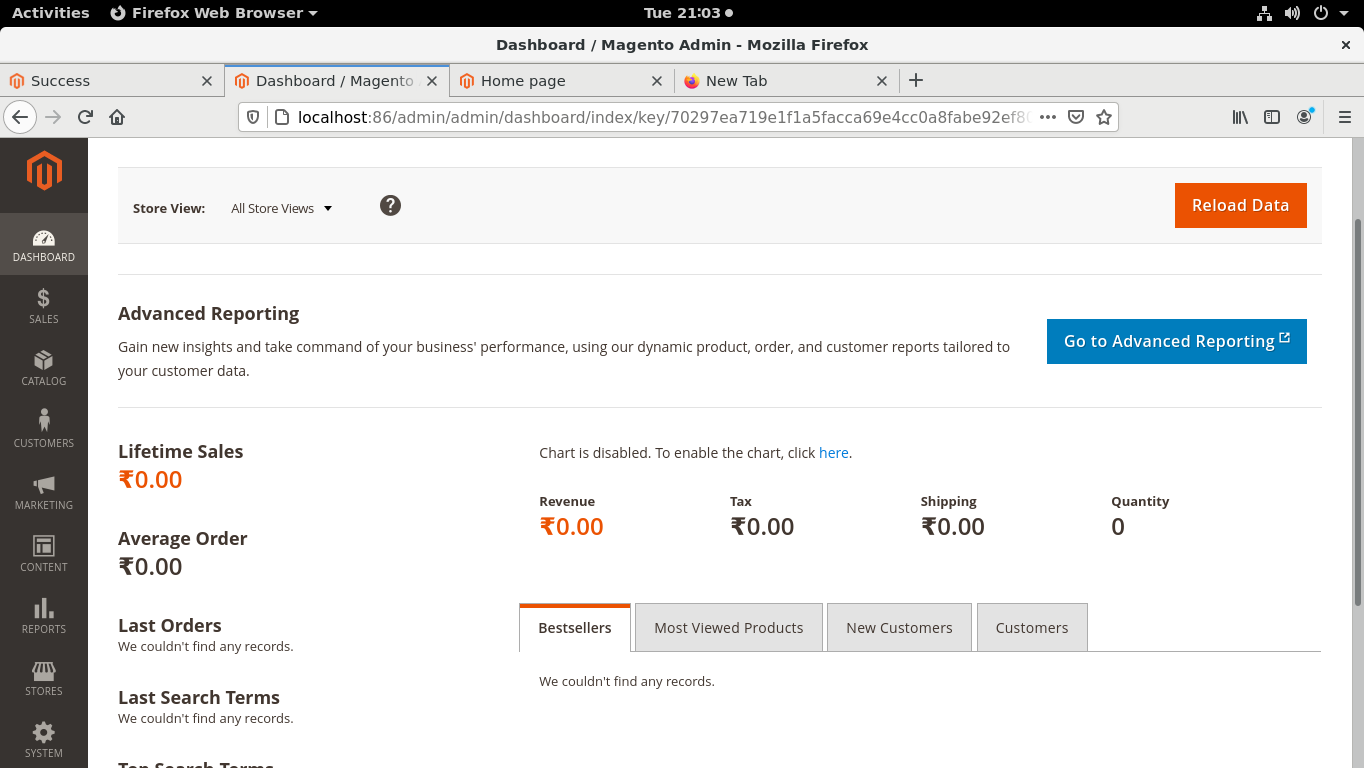 Activities Firefox Web Browser Tue 21:03
Dashboard / Magento Admin - Mozilla Firefox
Success Dashboard / Magento Home page New Tab
localhost:86/admin/admin/dashboard/index/key/70297ea719e1f1a5facca69e4cc0a8fabe92ef80
Store View: All Store Views ? Reload Data
DASHBOARD
SALES
CATALOG
CUSTOMERS
MARKETING
CONTENT
REPORTS
STORES
SYSTEM
Advanced Reporting
Gain new insights and take command of your business' performance, using our dynamic product, order, and customer reports tailored to
your customer data.
Go to Advanced Reporting
Lifetime Sales
₹0.00
Average Order
₹0.00
Last Orders
We couldn't find any records.
Last Search Terms
We couldn't find any records.
Top Search Terms
Chart is disabled. To enable the chart, click here.
Revenue Tax Shipping Quantity
₹0.00 ₹0.00 ₹0.00 0
Bestsellers Most Viewed Products New Customers Customers
We couldn't find any records.